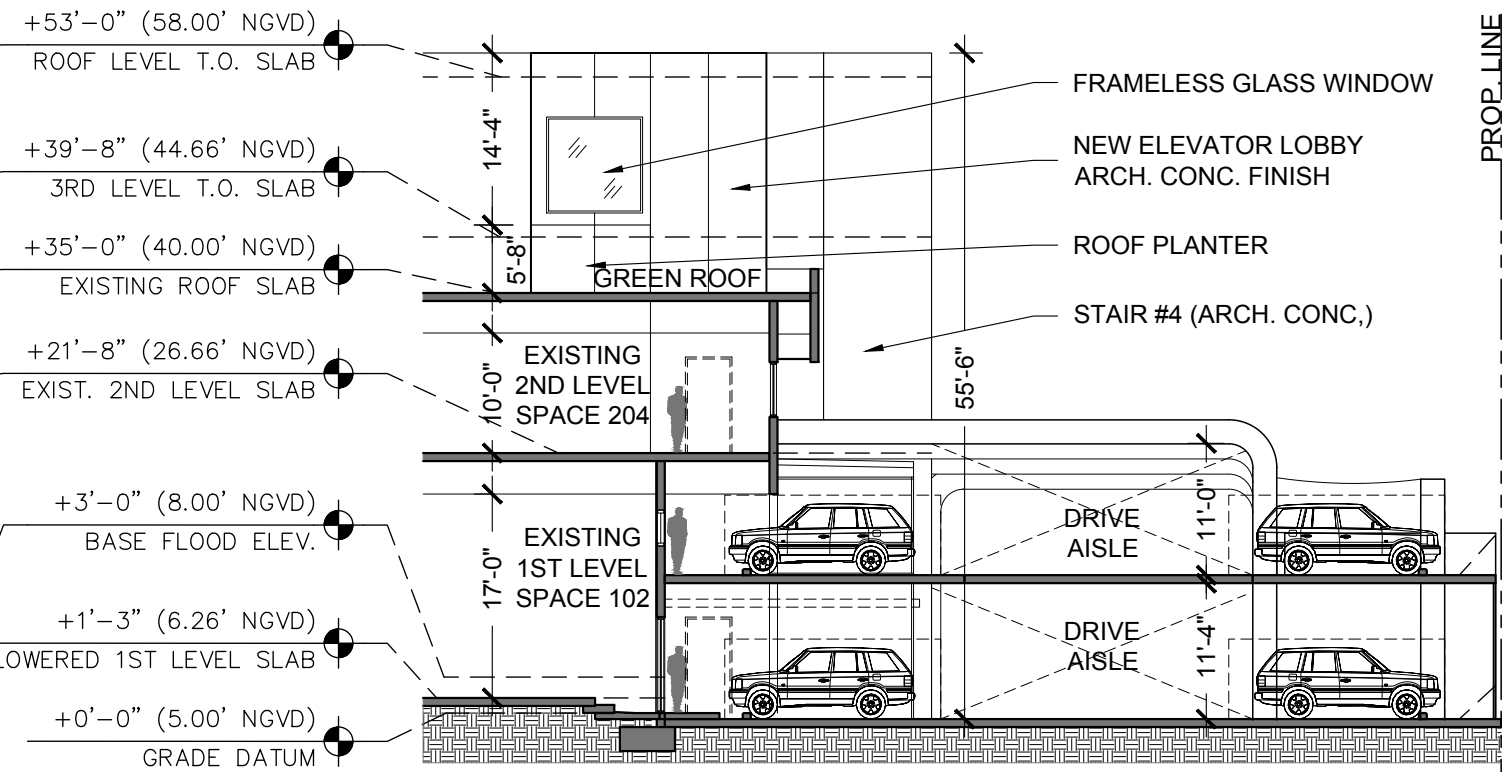 +53'-0" (58.00' NGVD)
ROOF LEVEL T.O. SLAB
+39'-8" (44.66' NGVD)
3RD LEVEL T.O. SLAB
+35'-0" (40.00' NGVD)
EXISTING ROOF SLAB
+21'-8" (26.66' NGVD)
EXIST. 2ND LEVEL SLAB
+3'-0" (8.00' NGVD)
BASE FLOOD ELEV.
+1'-3" (6.26' NGVD)
LOWERED 1ST LEVEL SLAB
+0'-0" (5.00' NGVD)
GRADE DATUM
14'-4"
5'-8"
10'-0"
17'-0"
GREEN ROOF
EXISTING
2ND LEVEL
SPACE 204
EXISTING
1ST LEVEL
SPACE 102
FRAMELESS GLASS WINDOW
NEW ELEVATOR LOBBY
ARCH. CONC. FINISH
ROOF PLANTER
STAIR #4 (ARCH. CONC,)
55'-6"
DRIVE
AISLE
11'-0"
DRIVE
AISLE
11'-4"
PROP. LINE